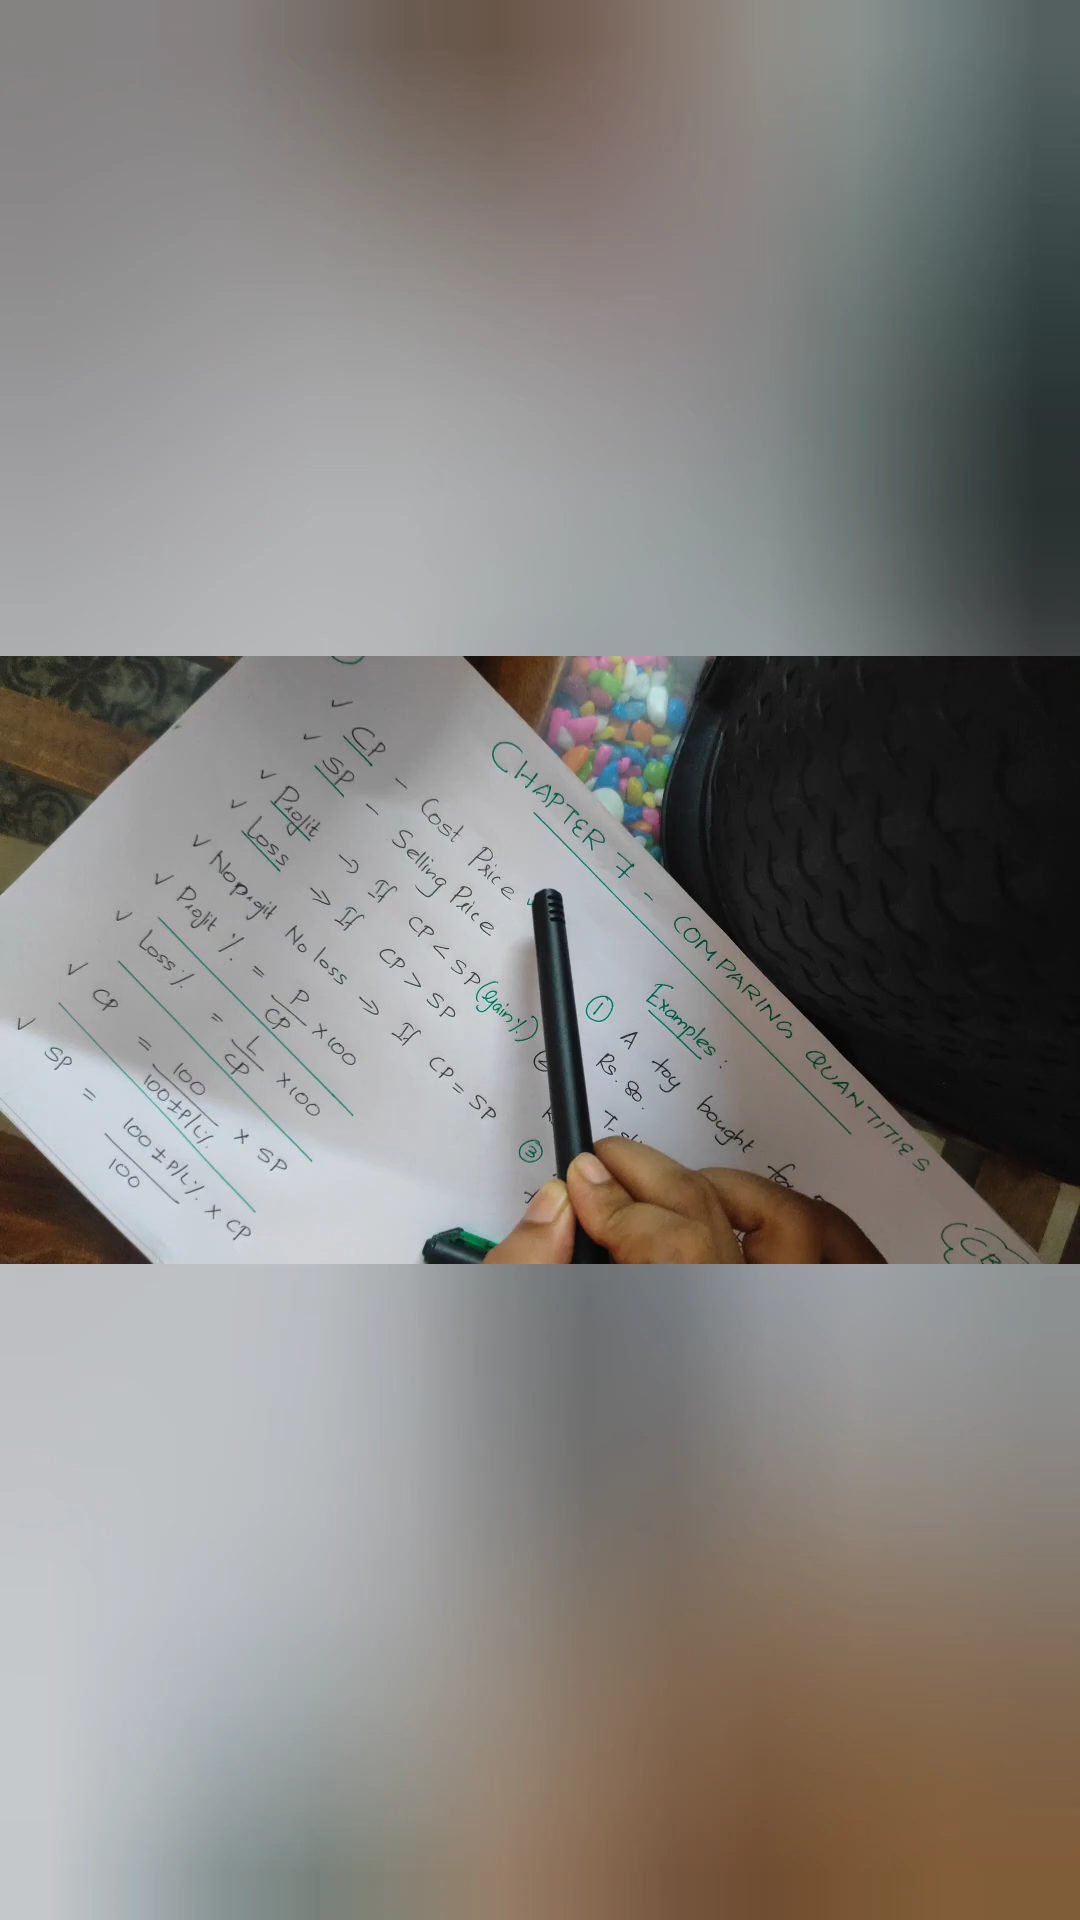 CHAPTER 7 - COMPARING QUANTITIES
✓ CP - Cost Price
✓ SP - Selling Price
✓ Profit → If CP < SP
✓ Loss ⇒ If CP > SP
✓ No profit No loss ⇒ If CP = SP
✓ Profit % = P/CP × 100 (gain%)
✓ Loss % = L/CP × 100
✓ CP = 100/100±P/L% × SP
✓ SP = 100±P/L%/100 × CP
Examples:
① A toy bought for
Rs. 80.
③